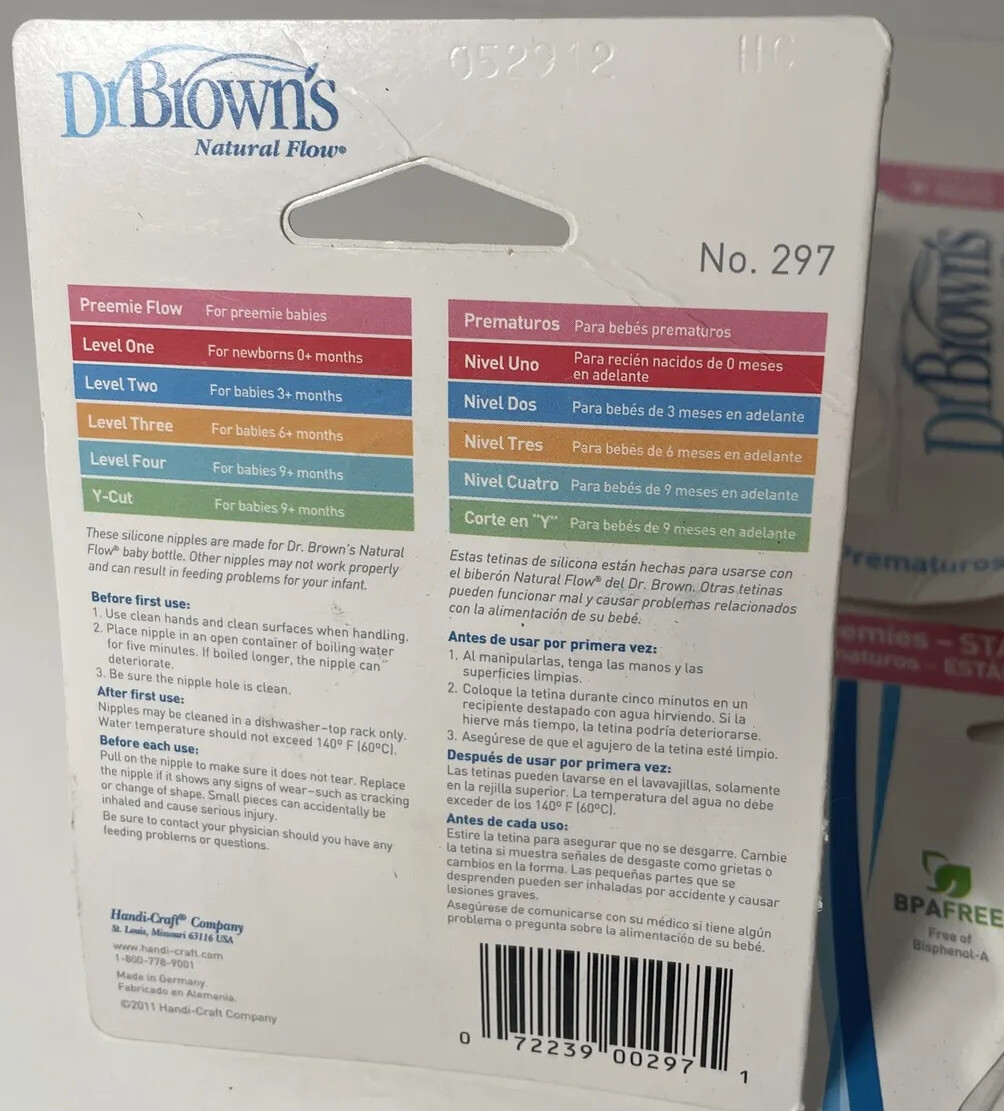 052912 HC
Dr Brown's
Natural Flow®
No. 297
Preemie Flow For preemie babies
Level One For newborns 0+ months
Level Two For babies 3+ months
Level Three For babies 6+ months
Level Four For babies 9+ months
Y-Cut For babies 9+ months
These silicone nipples are made for Dr. Brown's Natural
Flow® baby bottle. Other nipples may not work properly
and can result in feeding problems for your infant.
Before first use:
1. Use clean hands and clean surfaces when handling.
2. Place nipple in an open container of boiling water
for five minutes. If boiled longer, the nipple can
deteriorate.
3. Be sure the nipple hole is clean.
After first use:
Nipples may be cleaned in a dishwasher–top rack only.
Water temperature should not exceed 140° F (60°C).
Before each use:
Pull on the nipple to make sure it does not tear. Replace
the nipple if it shows any signs of wear–such as cracking
or change of shape. Small pieces can accidentally be
inhaled and cause serious injury.
Be sure to contact your physician should you have any
feeding problems or questions.
Handi-Craft® Company
St. Louis, Missouri 63116 USA
www.handi-craft.com
1-800-778-9001
Made in Germany.
Fabricado en Alemania.
©2011 Handi-Craft Company
Prematuros Para bebés prematuros
Nivel Uno Para recién nacidos de 0 meses
en adelante
Nivel Dos Para bebés de 3 meses en adelante
Nivel Tres Para bebés de 6 meses en adelante
Nivel Cuatro Para bebés de 9 meses en adelante
Corte en "Y" Para bebés de 9 meses en adelante
Estas tetinas de silicona están hechas para usarse con
el biberón Natural Flow® del Dr. Brown. Otras tetinas
pueden funcionar mal y causar problemas relacionados
con la alimentación de su bebé.
Antes de usar por primera vez:
1. Al manipularlas, tenga las manos y las
superficies limpias.
2. Coloque la tetina durante cinco minutos en un
recipiente destapado con agua hirviendo. Si la
hierve más tiempo, la tetina podría deteriorarse.
3. Asegúrese de que el agujero de la tetina esté limpio.
Después de usar por primera vez:
Las tetinas pueden lavarse en el lavavajillas, solamente
en la rejilla superior. La temperatura del agua no debe
exceder de los 140° F (60°C).
Antes de cada uso:
Estire la tetina para asegurar que no se desgarre. Cambie
la tetina si muestra señales de desgaste como grietas o
cambios en la forma. Las pequeñas partes que se
desprenden pueden ser inhaladas por accidente y causar
lesiones graves.
Asegúrese de comunicarse con su médico si tiene algún
problema o pregunta sobre la alimentación de su bebé.
0 72239 00297 1
Dr Brown's
Prematuros
emies – STA
maturos – ESTÁ
BPAFREE
Free of
Bisphenol-A